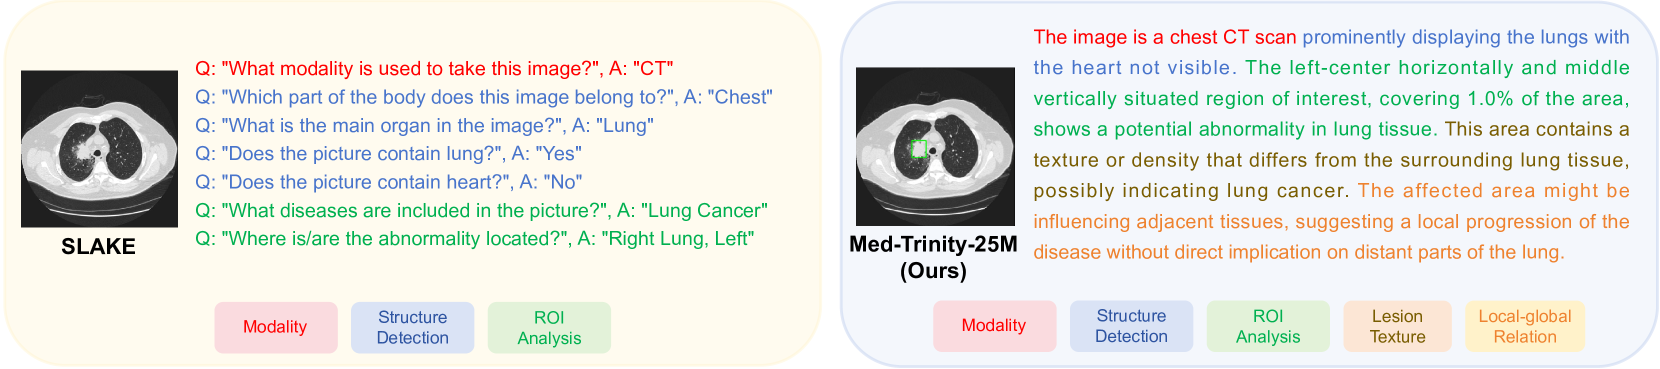 Q: "What modality is used to take this image?", A: "CT"
Q: "Which part of the body does this image belong to?", A: "Chest"
Q: "What is the main organ in the image?", A: "Lung"
Q: "Does the picture contain lung?", A: "Yes"
Q: "Does the picture contain heart?", A: "No"
Q: "What diseases are included in the picture?", A: "Lung Cancer"
Q: "Where is/are the abnormality located?", A: "Right Lung, Left"
SLAKE
Modality
Structure
Detection
ROI
Analysis
The image is a chest CT scan prominently displaying the lungs with
the heart not visible. The left-center horizontally and middle
vertically situated region of interest, covering 1.0% of the area,
shows a potential abnormality in lung tissue. This area contains a
texture or density that differs from the surrounding lung tissue,
possibly indicating lung cancer. The affected area might be
influencing adjacent tissues, suggesting a local progression of the
disease without direct implication on distant parts of the lung.
Med-Trinity-25M
(Ours)
Modality
Structure
Detection
ROI
Analysis
Lesion
Texture
Local-global
Relation